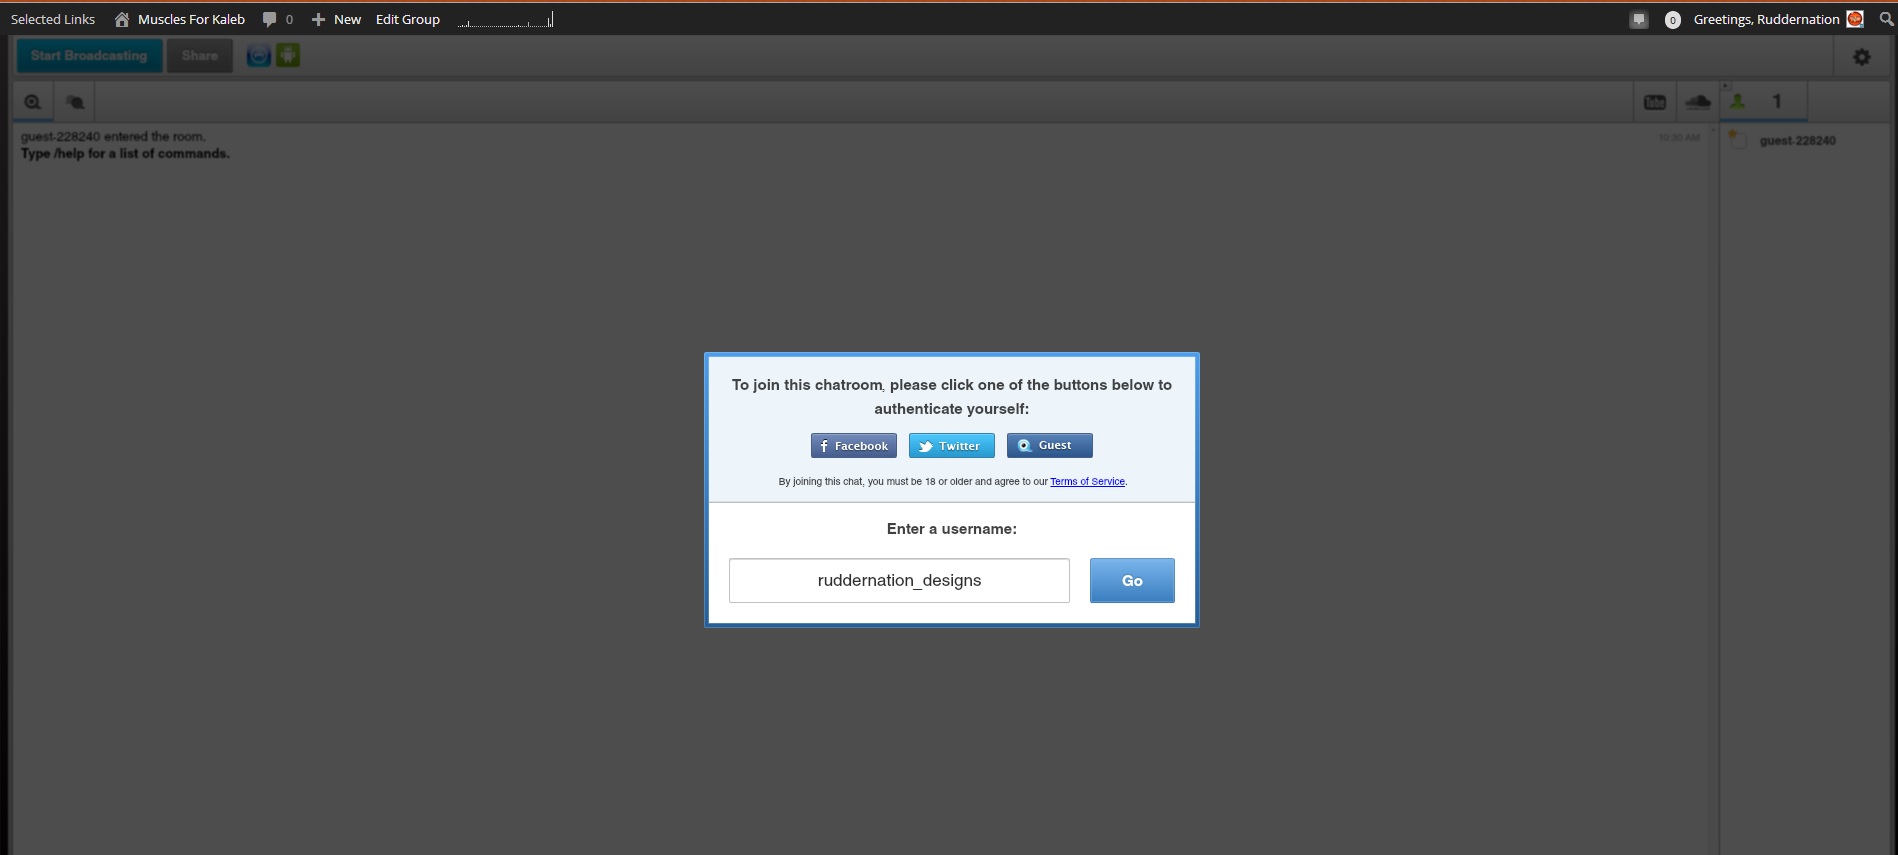 Selected Links Muscles For Kaleb 0 New Edit Group 0 Greetings, Ruddernation
Start Broadcasting Share
You Tube 1
guest-228240 entered the room. 10:30 AM guest-228240
Type /help for a list of commands.
To join this chatroom, please click one of the buttons below to
authenticate yourself:
f Facebook Twitter Guest
By joining this chat, you must be 18 or older and agree to our Terms of Service.
Enter a username:
ruddernation_designs Go